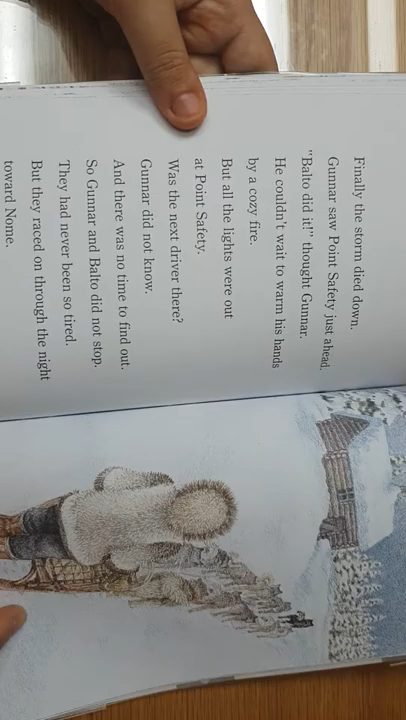 Finally the storm died down.
Gunnar saw Point Safety just ahead.
"Balto did it!" thought Gunnar.
He couldn't wait to warm his hands
by a cozy fire.
But all the lights were out
at Point Safety.
Was the next driver there?
Gunnar did not know.
And there was no time to find out.
So Gunnar and Balto did not stop.
They had never been so tired.
But they raced on through the night
toward Nome.